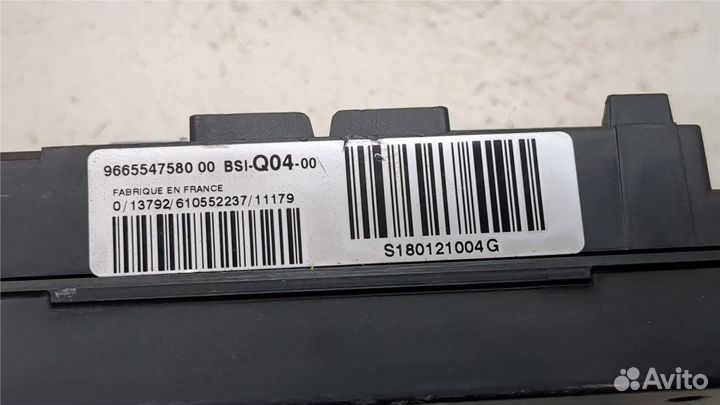 9665547580 00 BSI-Q04-00
FABRIQUE EN FRANCE
0/13792/610552237/11179
S180121004G
Avito